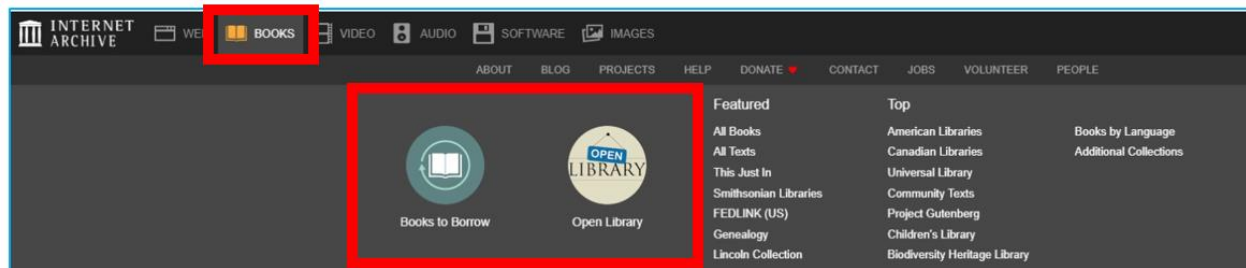 INTERNET
ARCHIVE
BOOKS
VIDEO
AUDIO
SOFTWARE
IMAGES
ABOUT
BLOG
PROJECTS
HELP
DONATE
CONTACT
JOBS
VOLUNTEER
PEOPLE
OPEN
LIBRARY
Books to Borrow
Open Library
Featured
All Books
All Texts
This Just In
Smithsonian Libraries
FEDLINK (US)
Genealogy
Lincoln Collection
Top
American Libraries
Canadian Libraries
Universal Library
Community Texts
Project Gutenberg
Children's Library
Biodiversity Heritage Library
Books by Language
Additional Collections